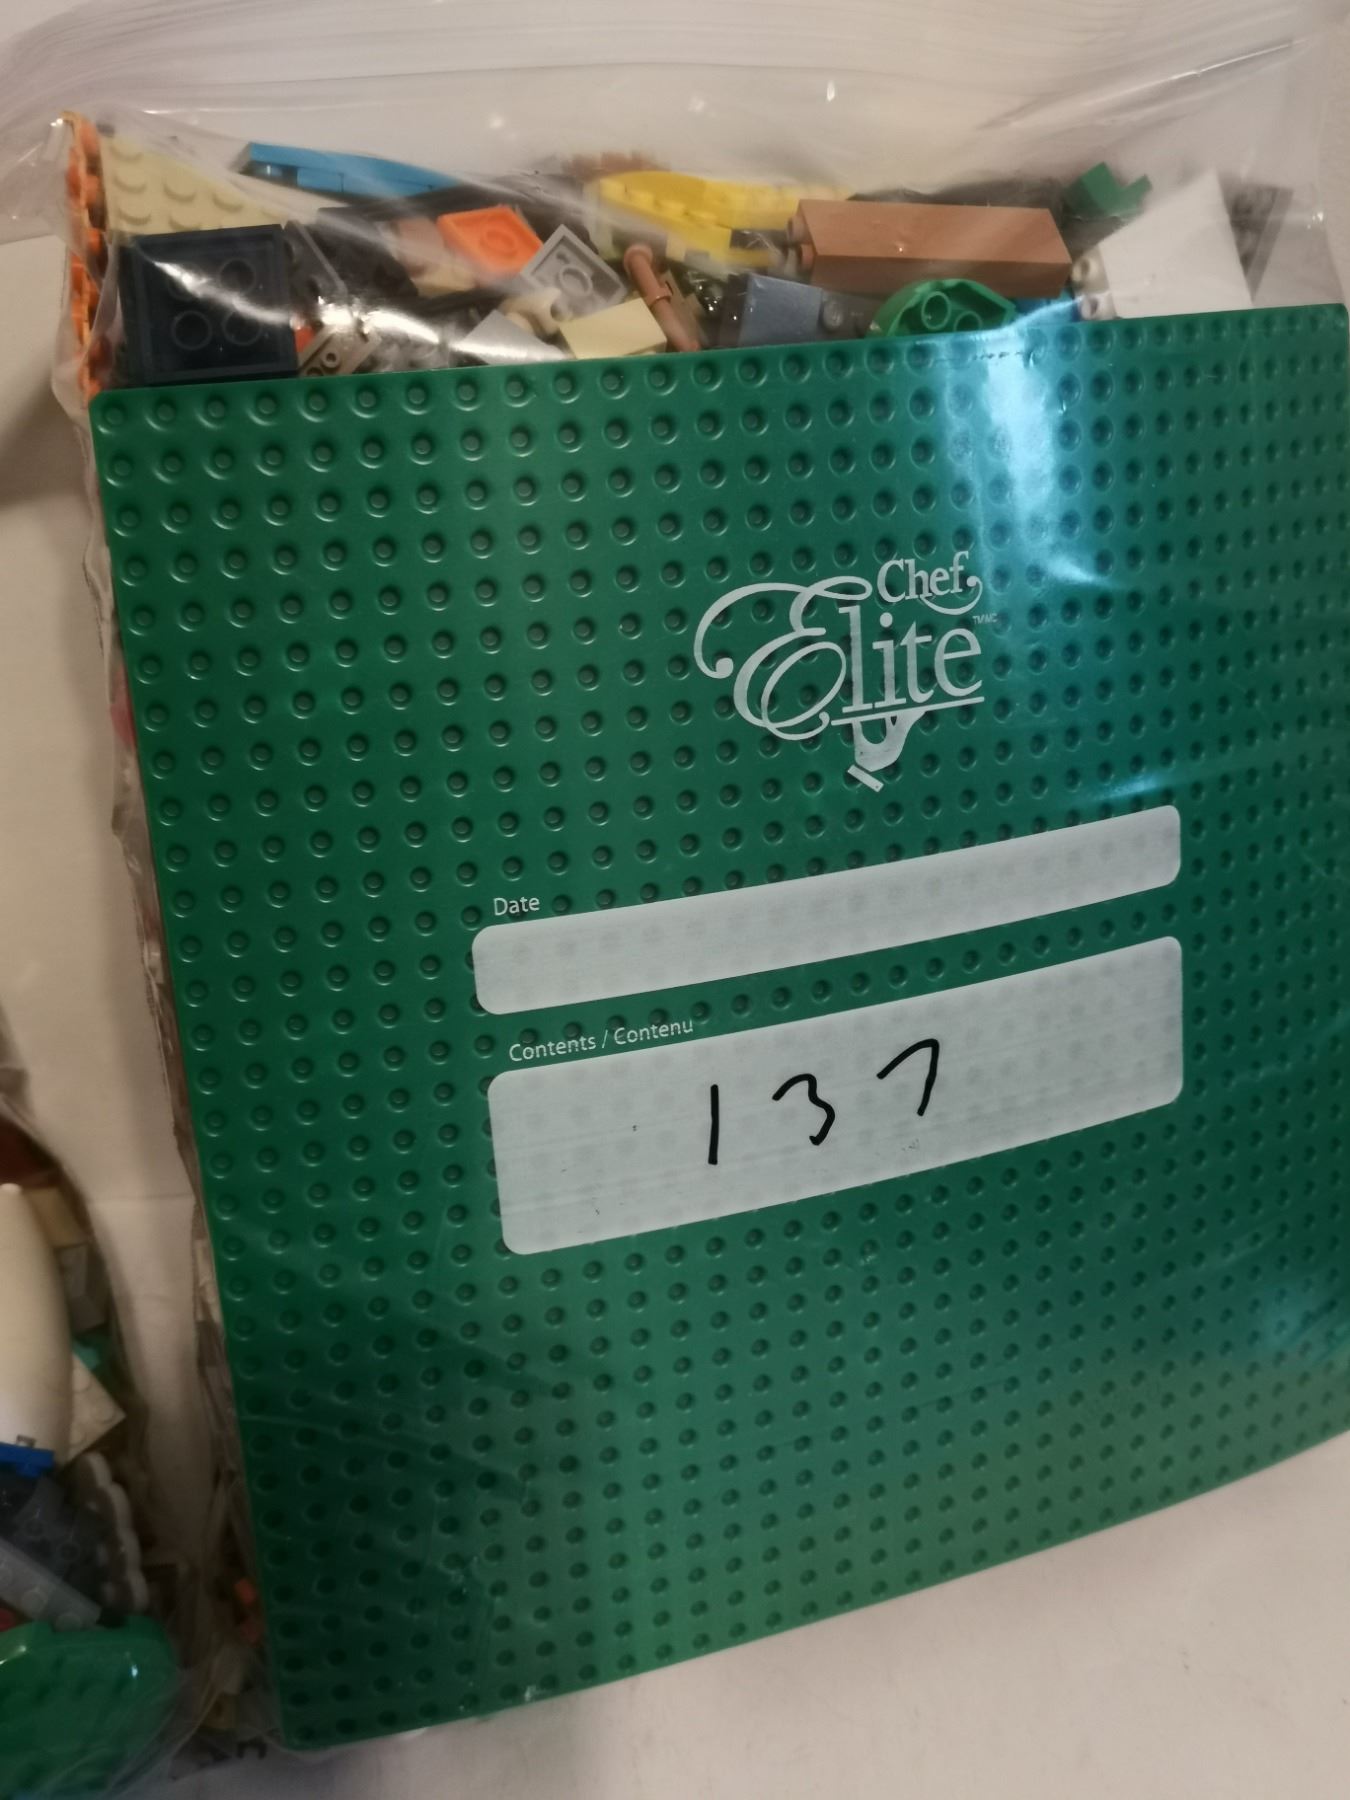 Chef
Elite TM/MC
Date
Contents / Contenu
137